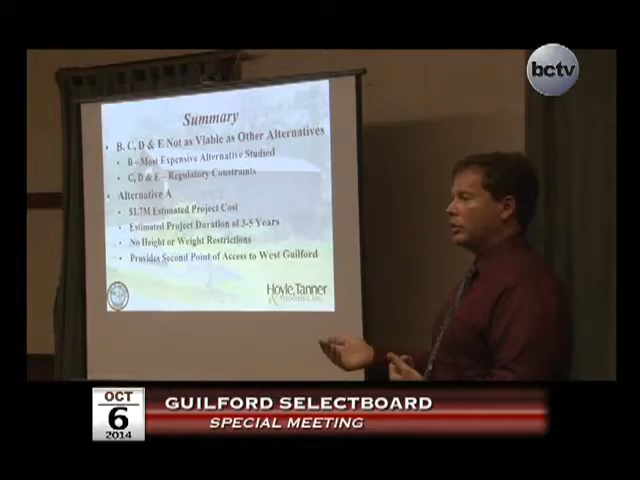 bctv
Summary
• B, C, D & E Not as Viable as Other Alternatives
• B – Most Expensive Alternative Studied
• C, D & E – Regulatory Constraints
• Alternative A
• $1.7M Estimated Project Cost
• Estimated Project Duration of 3-5 Years
• No Height or Weight Restrictions
• Provides Second Point of Access to West Guilford
Hoyle, Tanner
& Associates, Inc.
OCT
6
2014
GUILFORD SELECTBOARD
SPECIAL MEETING